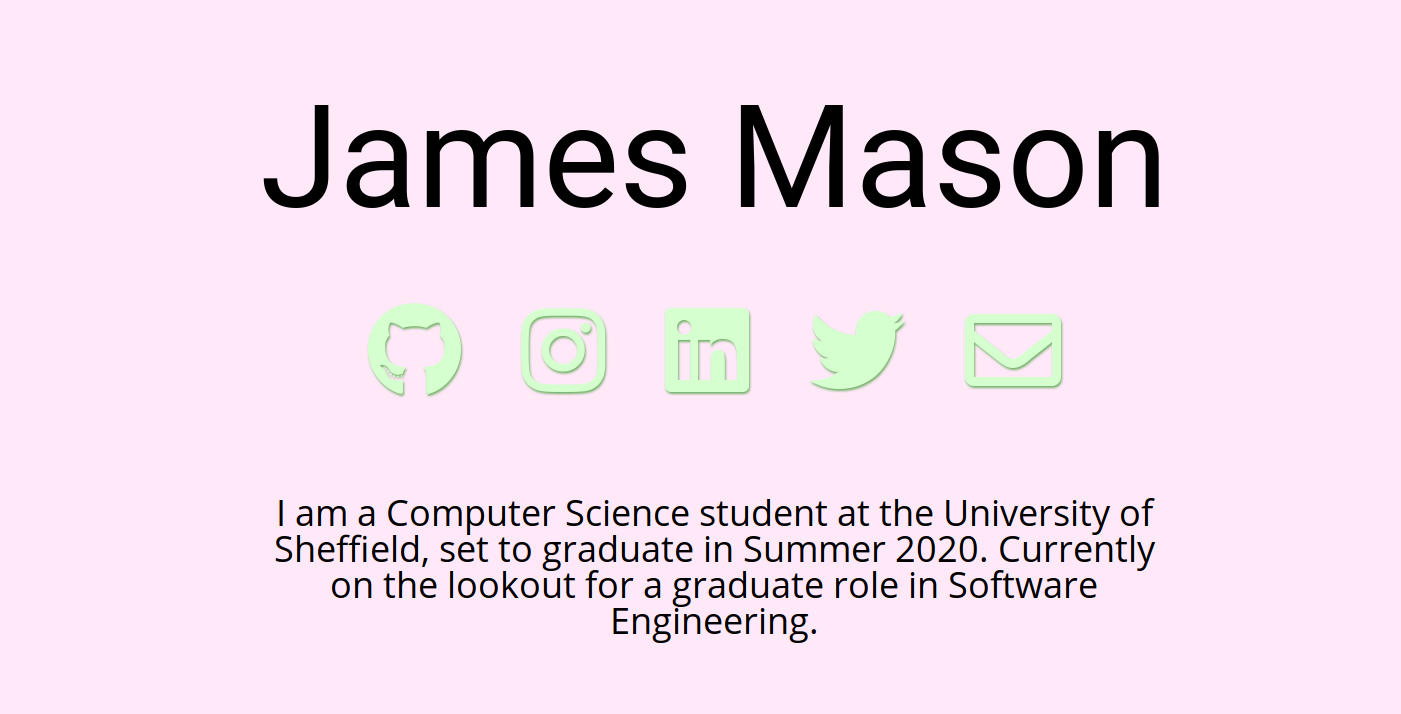 James Mason
in
I am a Computer Science student at the University of
Sheffield, set to graduate in Summer 2020. Currently
on the lookout for a graduate role in Software
Engineering.